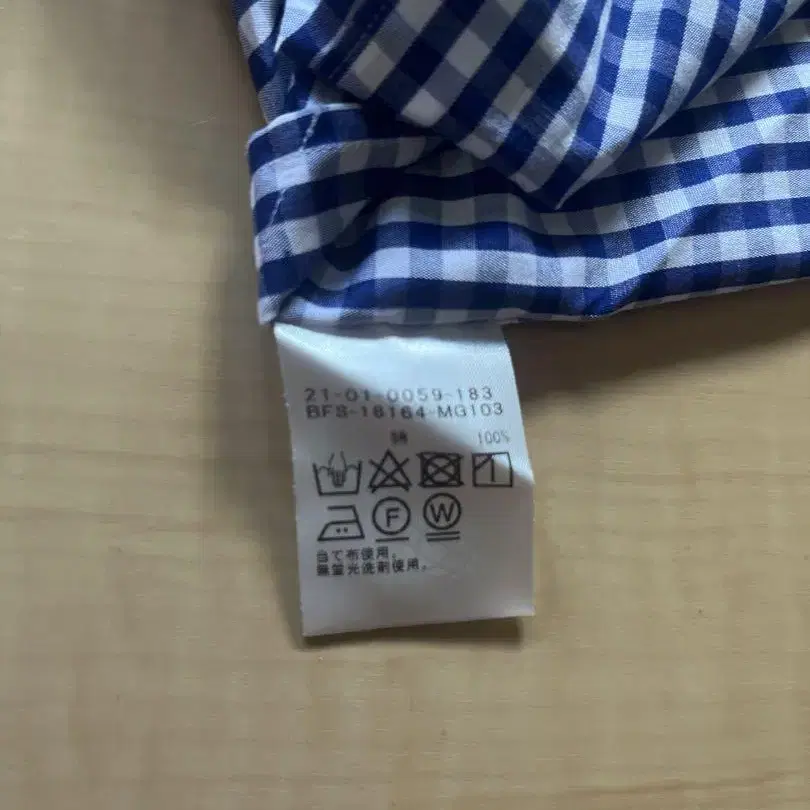 21-01-0059-183
BFS-18164-MG103
綿 100%
F W
当て布使用。
無蛍光洗剤使用。